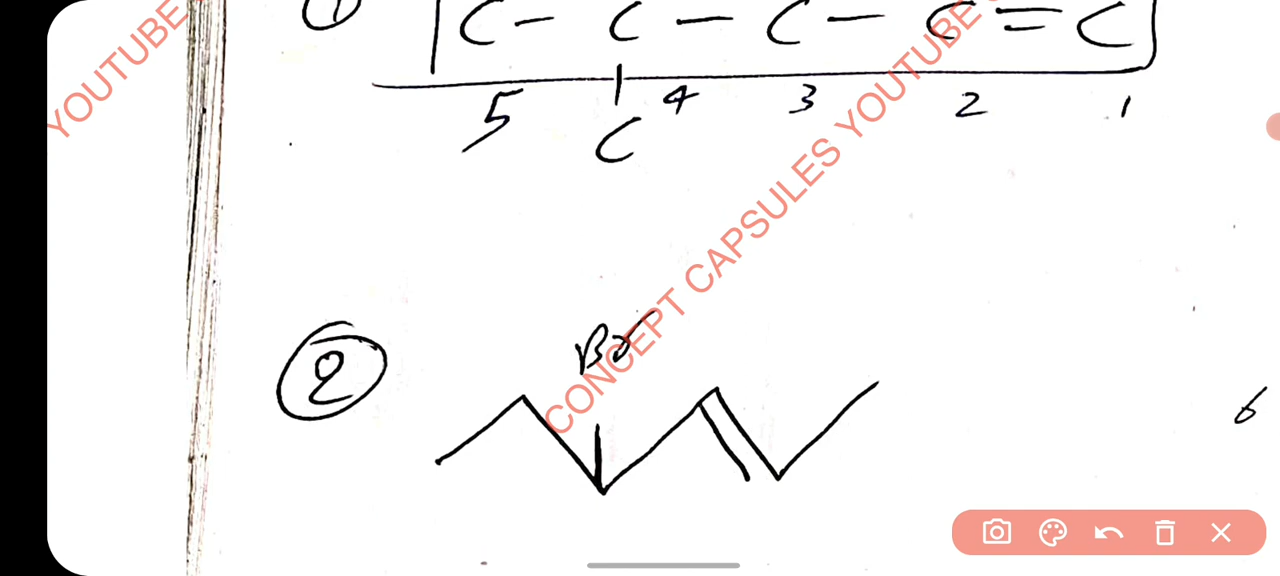 ①
C - C - C - C = C
5 4 3 2 1
C
② 
Br
6
YOUTUBE
CONCEPT CAPSULES YOUTUBE